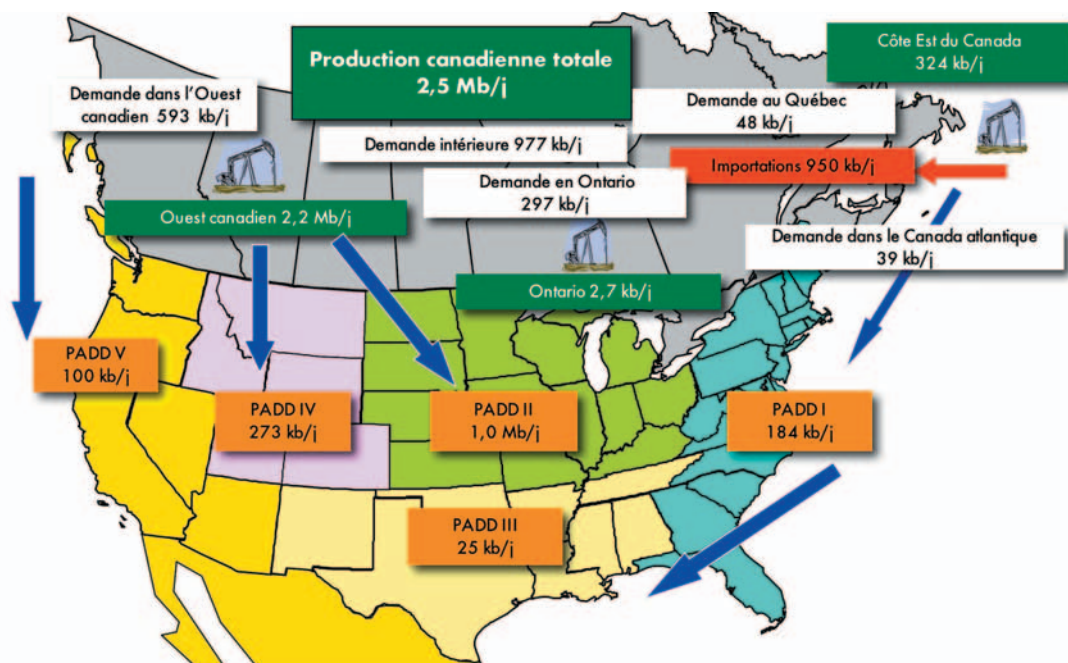 Production canadienne totale
2,5 Mb/j
Côte Est du Canada
324 kb/j
Demande dans l’Ouest
canadien 593 kb/j
Demande au Québec
48 kb/j
Demande intérieure 977 kb/j
Importations 950 kb/j
Demande en Ontario
297 kb/j
Ouest canadien 2,2 Mb/j
Demande dans le Canada atlantique
39 kb/j
Ontario 2,7 kb/j
PADD V
100 kb/j
PADD IV
273 kb/j
PADD II
1,0 Mb/j
PADD I
184 kb/j
PADD III
25 kb/j